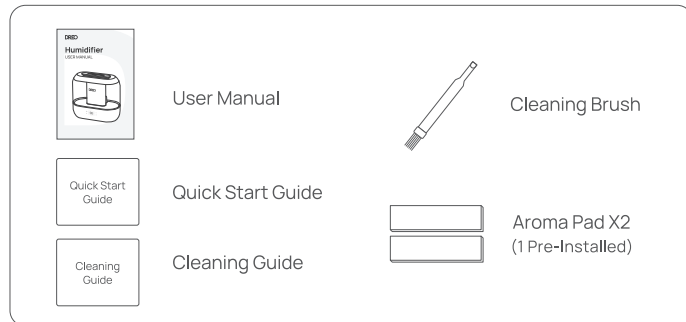 DREO
Humidifier
USER MANUAL
DREO
User Manual
Quick Start
Guide
Quick Start Guide
Cleaning
Guide
Cleaning Guide
Cleaning Brush
Aroma Pad X2
(1 Pre-Installed)